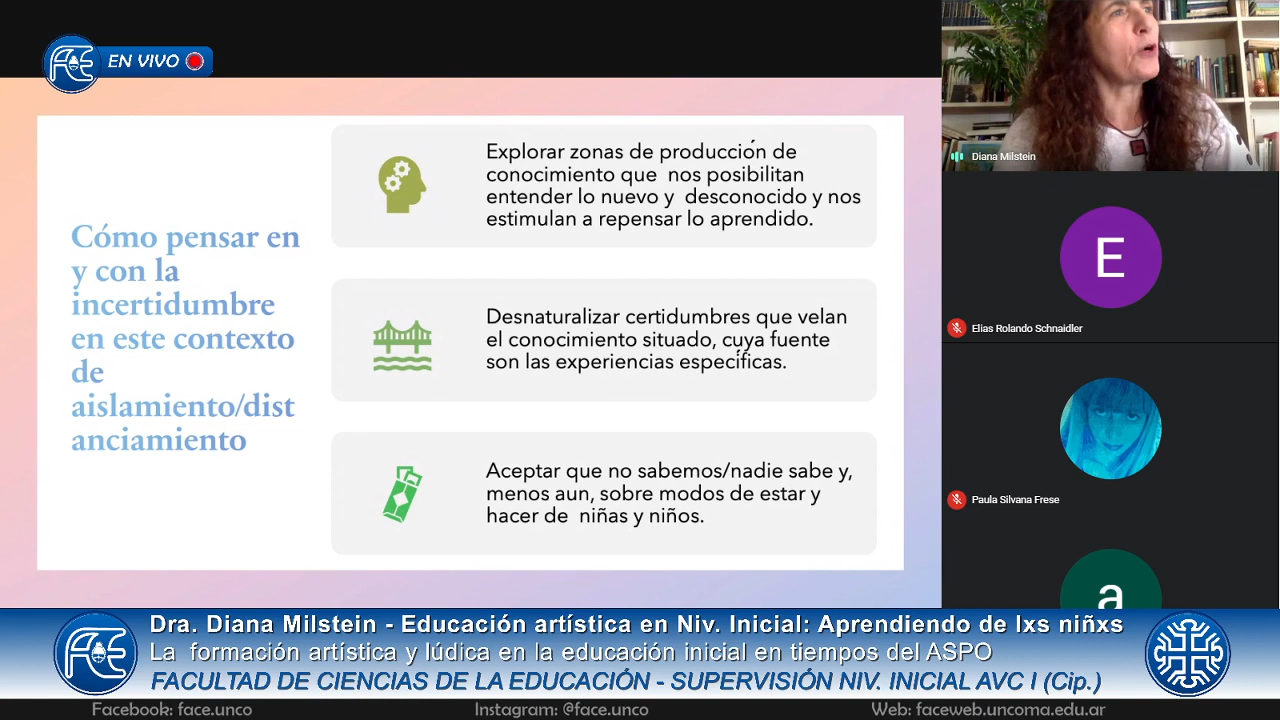 FACE
EN VIVO
Cómo pensar en
y con la
incertidumbre
en este contexto
de
aislamiento/dist
anciamiento
Explorar zonas de producción de
conocimiento que nos posibilitan
entender lo nuevo y desconocido y nos
estimulan a repensar lo aprendido.
Desnaturalizar certidumbres que velan
el conocimiento situado, cuya fuente
son las experiencias específicas.
Aceptar que no sabemos/nadie sabe y,
menos aun, sobre modos de estar y
hacer de niñas y niños.
Diana Milstein
E
Elias Rolando Schnaidler
Paula Silvana Frese
a
FACE
Dra. Diana Milstein - Educación artística en Niv. Inicial: Aprendiendo de lxs niñxs
La formación artística y lúdica en la educación inicial en tiempos del ASPO
FACULTAD DE CIENCIAS DE LA EDUCACIÓN - SUPERVISIÓN NIV. INICIAL AVC I (Cip.)
Facebook: face.unco
Instagram: @face.unco
Web: faceweb.uncoma.edu.ar